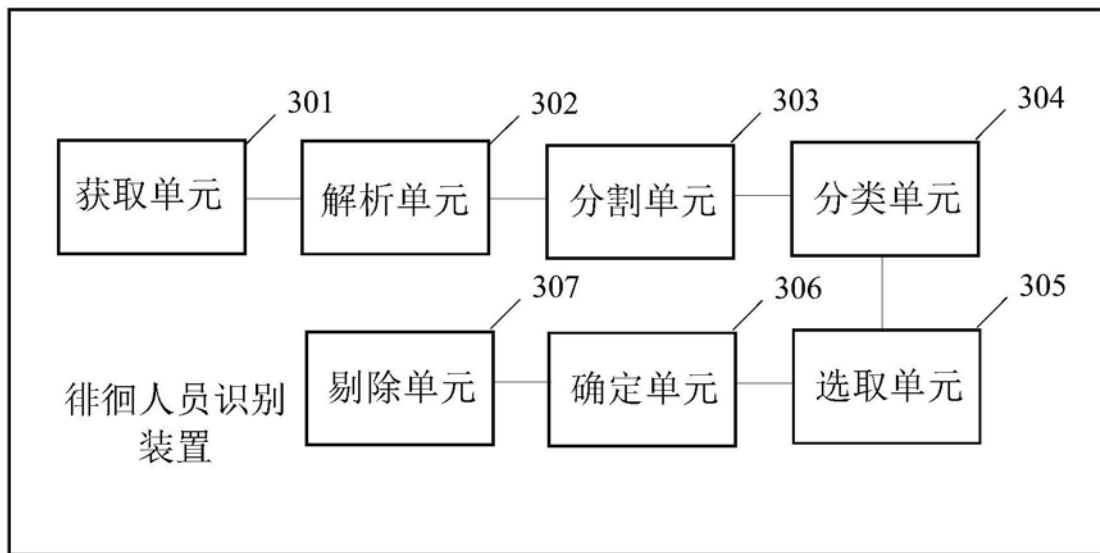 301
302
303
304
获取单元
解析单元
分割单元
分类单元
307
306
305
剔除单元
确定单元
选取单元
徘徊人员识别
装置